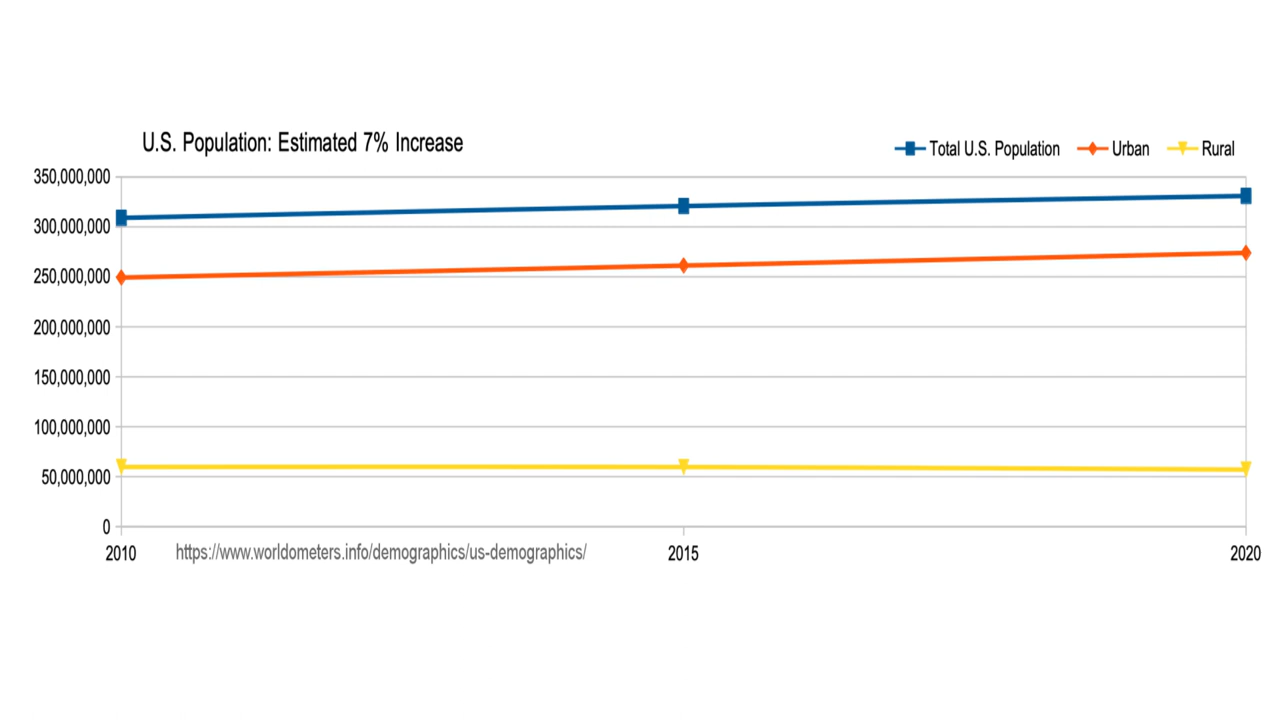 U.S. Population: Estimated 7% Increase
Total U.S. Population Urban Rural
350,000,000
300,000,000
250,000,000
200,000,000
150,000,000
100,000,000
50,000,000
0
2010 https://www.worldometers.info/demographics/us-demographics/ 2015 2020